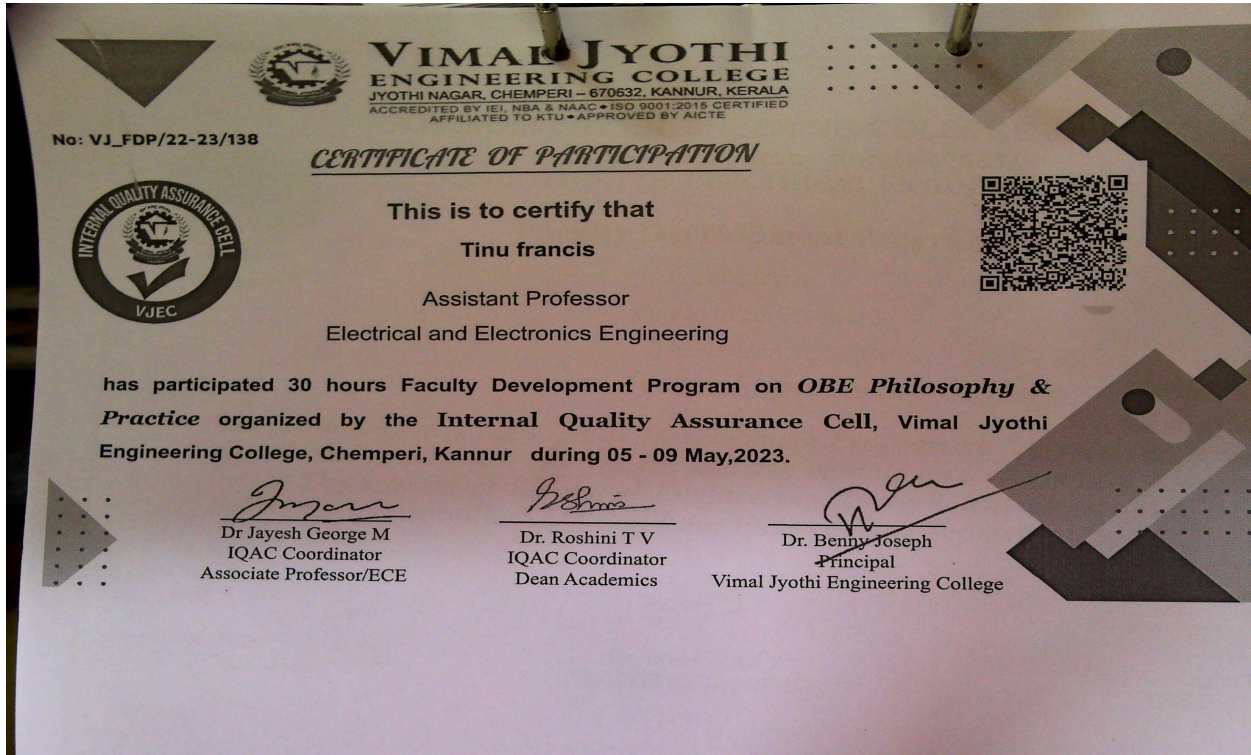 VIMAL JYOTHI
ENGINEERING COLLEGE
JYOTHI NAGAR, CHEMPERI – 670632, KANNUR, KERALA
ACCREDITED BY IEI, NBA & NAAC • ISO 9001:2015 CERTIFIED
AFFILIATED TO KTU • APPROVED BY AICTE
No: VJ_FDP/22-23/138
CERTIFICATE OF PARTICIPATION
INTERNAL QUALITY ASSURANCE CELL
VJEC
This is to certify that
Tinu francis
Assistant Professor
Electrical and Electronics Engineering
has participated 30 hours Faculty Development Program on OBE Philosophy &
Practice organized by the Internal Quality Assurance Cell, Vimal Jyothi
Engineering College, Chemperi, Kannur during 05 - 09 May,2023.
Dr Jayesh George M
IQAC Coordinator
Associate Professor/ECE
Dr. Roshini T V
IQAC Coordinator
Dean Academics
Dr. Benny Joseph
Principal
Vimal Jyothi Engineering College